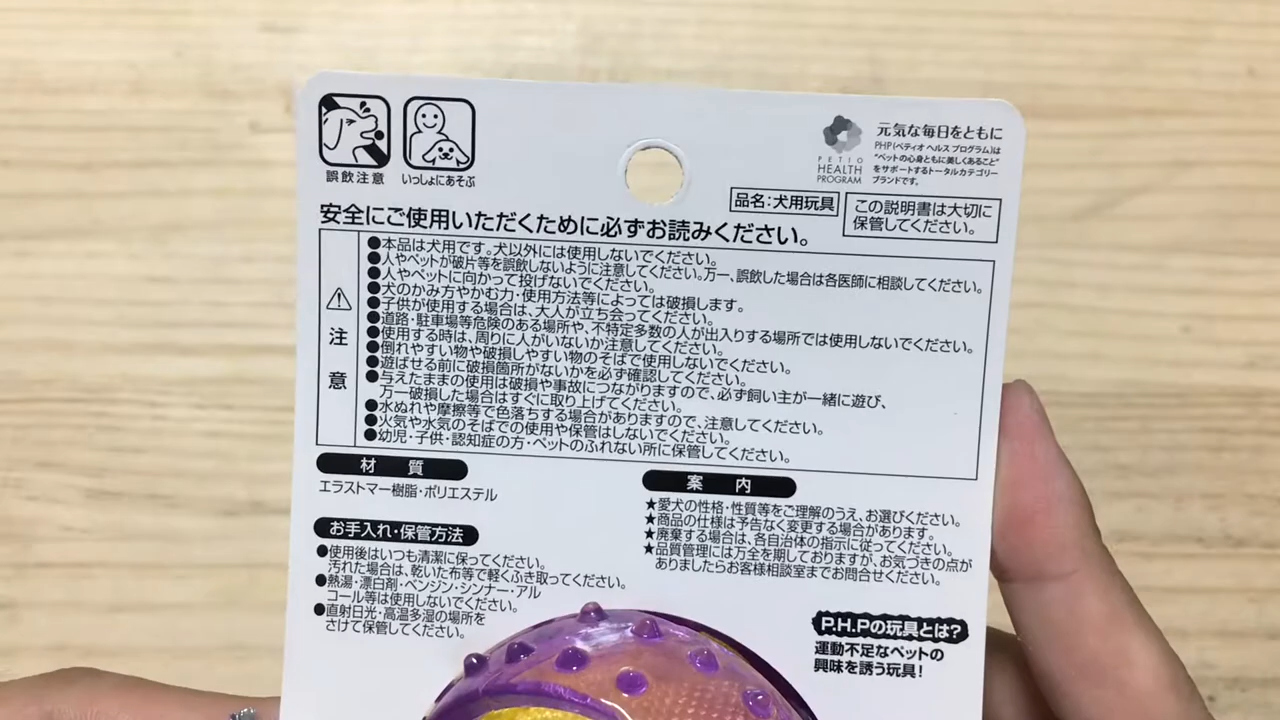 誤飲注意
いっしょにあそぶ
PETIO
HEALTH
PROGRAM
元気な毎日をともに
PHP(ペティオ ヘルス プログラム)は
"ペットの心身ともに美しくあること"
をサポートするトータルカテゴリー
ブランドです。
品名:犬用玩具
この説明書は大切に
保管してください。
安全にご使用いただくために必ずお読みください。
注
意
●本品は犬用です。犬以外には使用しないでください。
●人やペットが破片等を誤飲しないように注意してください。万一、誤飲した場合は各医師に相談してください。
●人やペットに向かって投げないでください。
●犬のかみ方やかむ力・使用方法等によっては破損します。
●子供が使用する場合は、大人が立ち会ってください。
●道路・駐車場等危険のある場所や、不特定多数の人が出入りする場所では使用しないでください。
●使用する時は、周りに人がいないか注意してください。
●倒れやすい物や破損しやすい物のそばで使用しないでください。
●遊ばせる前に破損箇所がないかを必ず確認してください。
●与えたままの使用は破損や事故につながりますので、必ず飼い主が一緒に遊び、
万一破損した場合はすぐに取り上げてください。
●水ぬれや摩擦等で色落ちする場合がありますので、注意してください。
●火気や水気のそばでの使用や保管はしないでください。
●幼児・子供・認知症の方・ペットのふれない所に保管してください。
材 質
エラストマー樹脂・ポリエステル
お手入れ・保管方法
●使用後はいつも清潔に保ってください。
汚れた場合は、乾いた布等で軽くふき取ってください。
●熱湯・漂白剤・ベンジン・シンナー・アル
コール等は使用しないでください。
●直射日光・高温多湿の場所を
さけて保管してください。
案 内
★愛犬の性格・性質等をご理解のうえ、お選びください。
★商品の仕様は予告なく変更する場合があります。
★廃棄する場合は、各自治体の指示に従ってください。
★品質管理には万全を期しておりますが、お気づきの点が
ありましたらお客様相談室までお問合せください。
P.H.Pの玩具とは?
運動不足なペットの
興味を誘う玩具!